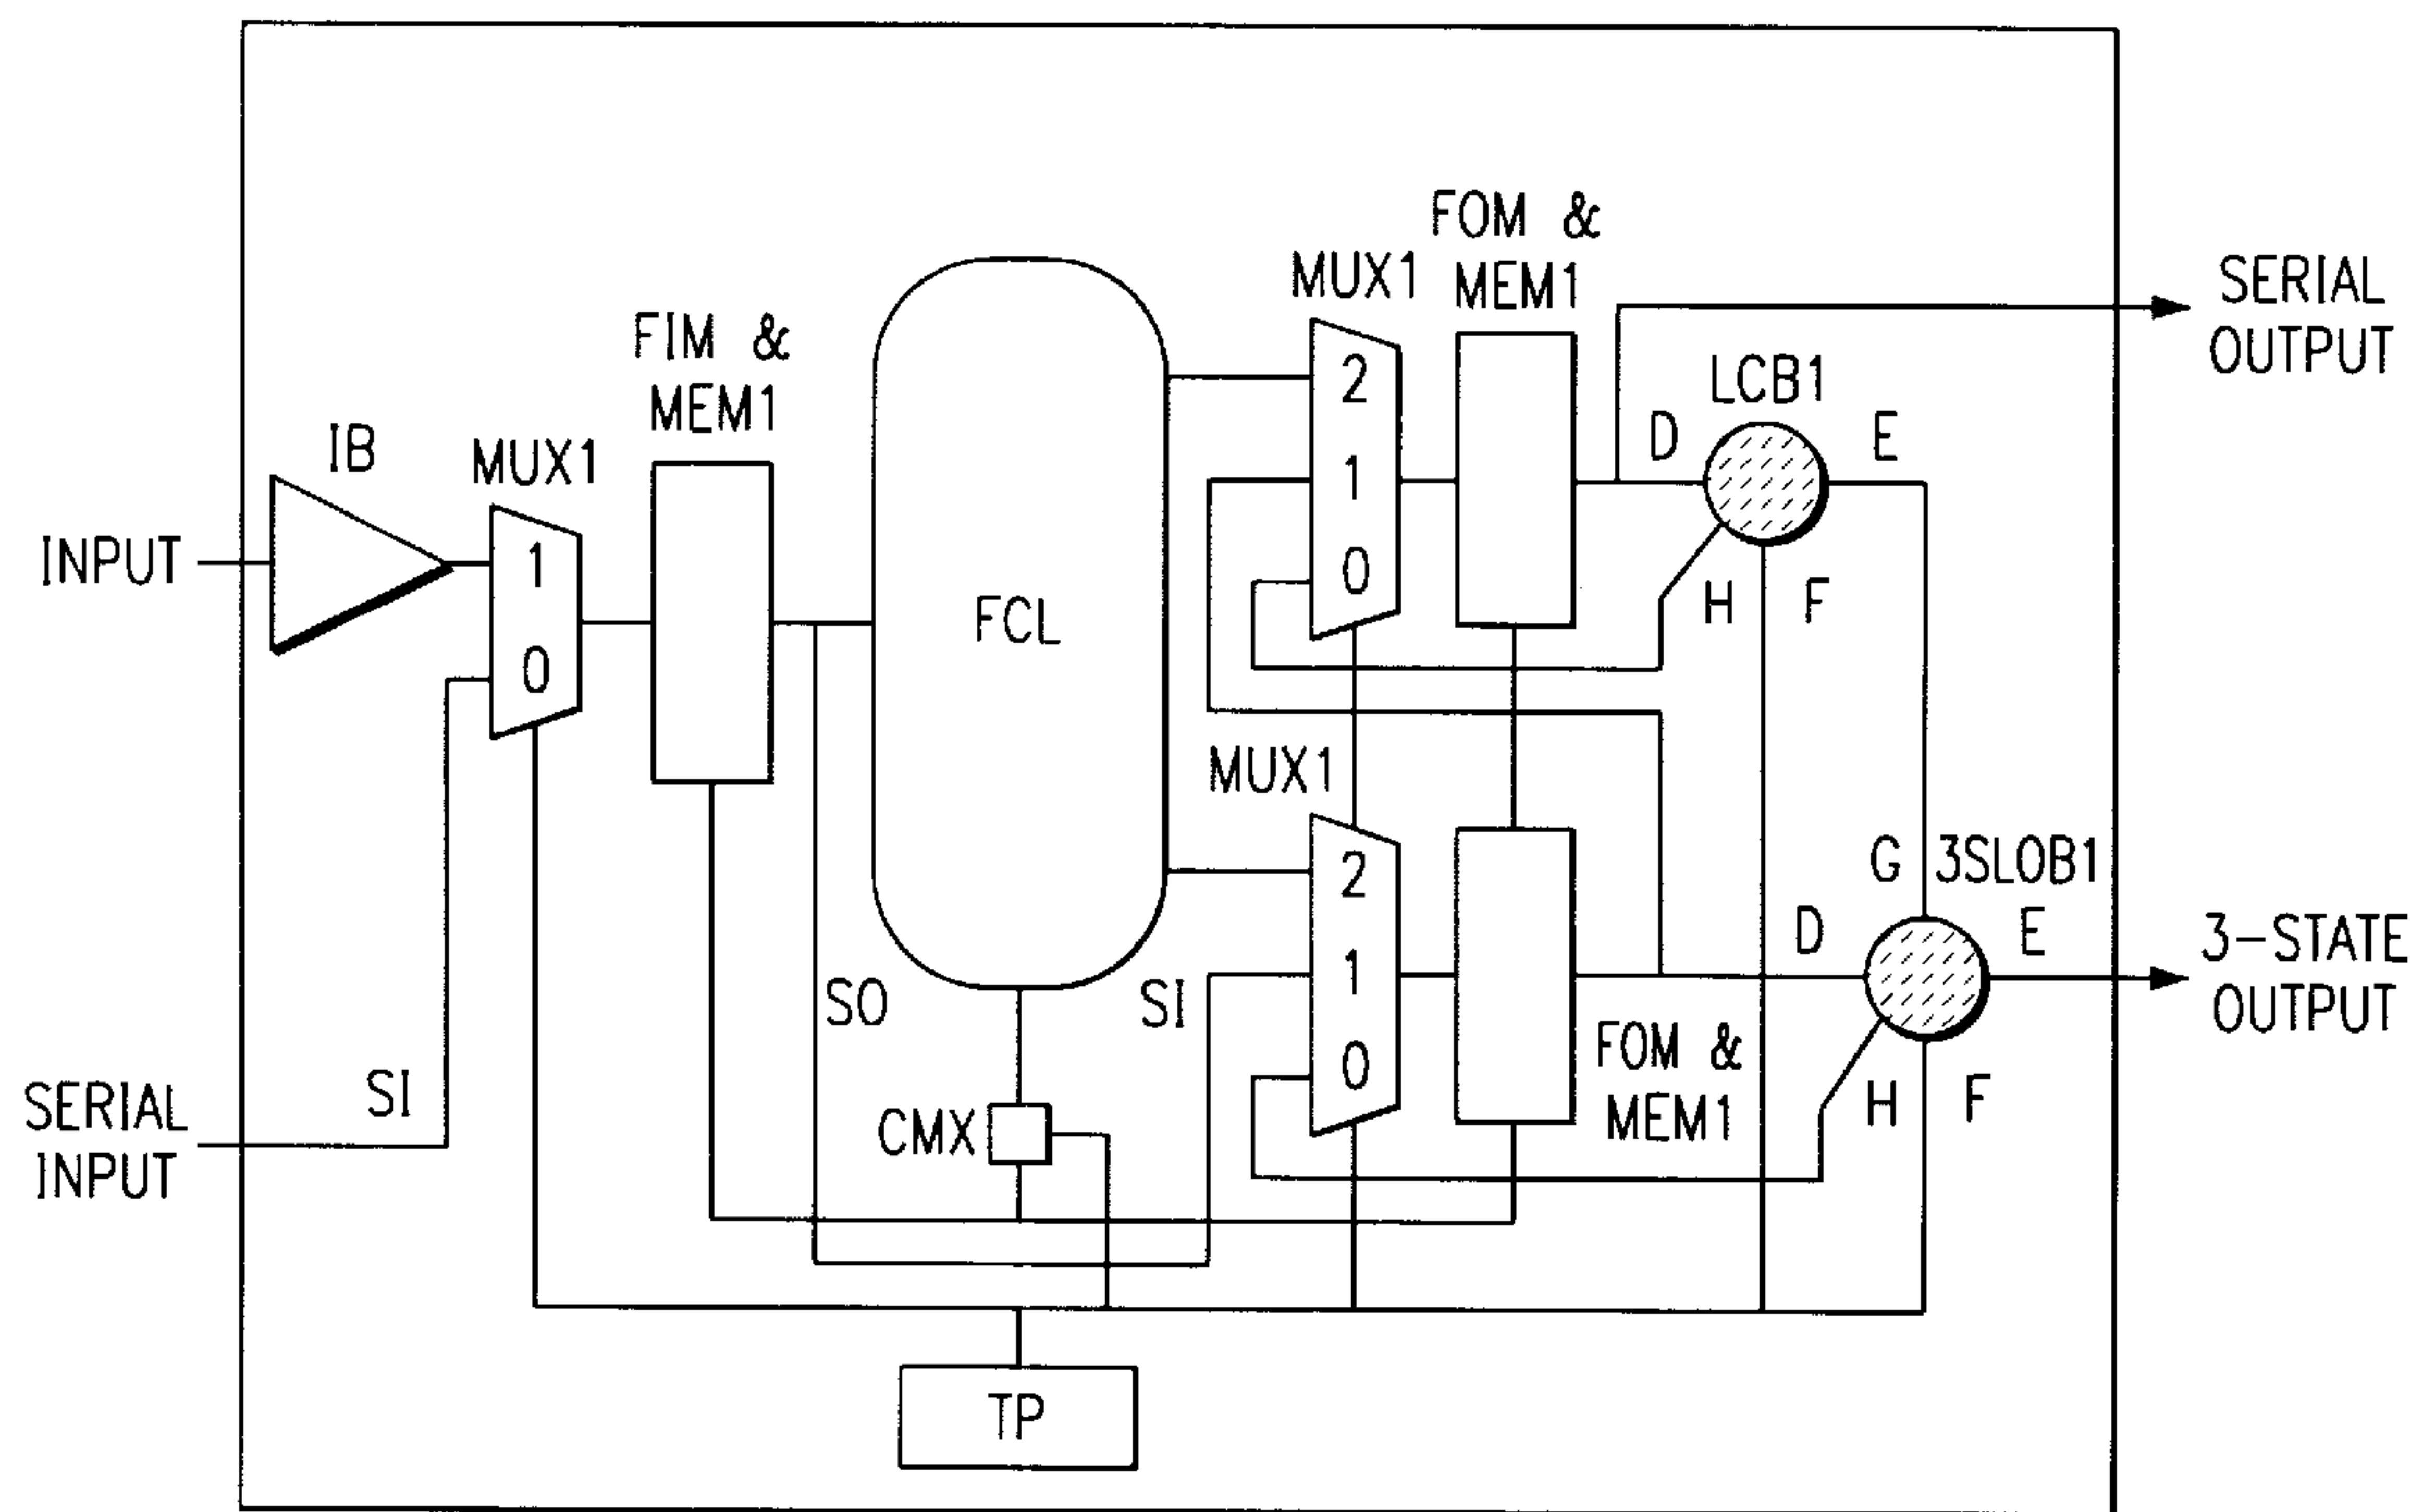 FOM &
MEM1
MUX1
SERIAL
OUTPUT
FIM &
MEM1
2
LCB1
D
E
IB
MUX1
1
1
INPUT
0
H
F
FCL
0
MUX1
G
3SLOB1
2
D
E
3-STATE
OUTPUT
SO
SI
1
FOM &
MEM1
0
SI
H
F
SERIAL
INPUT
CMX
TP